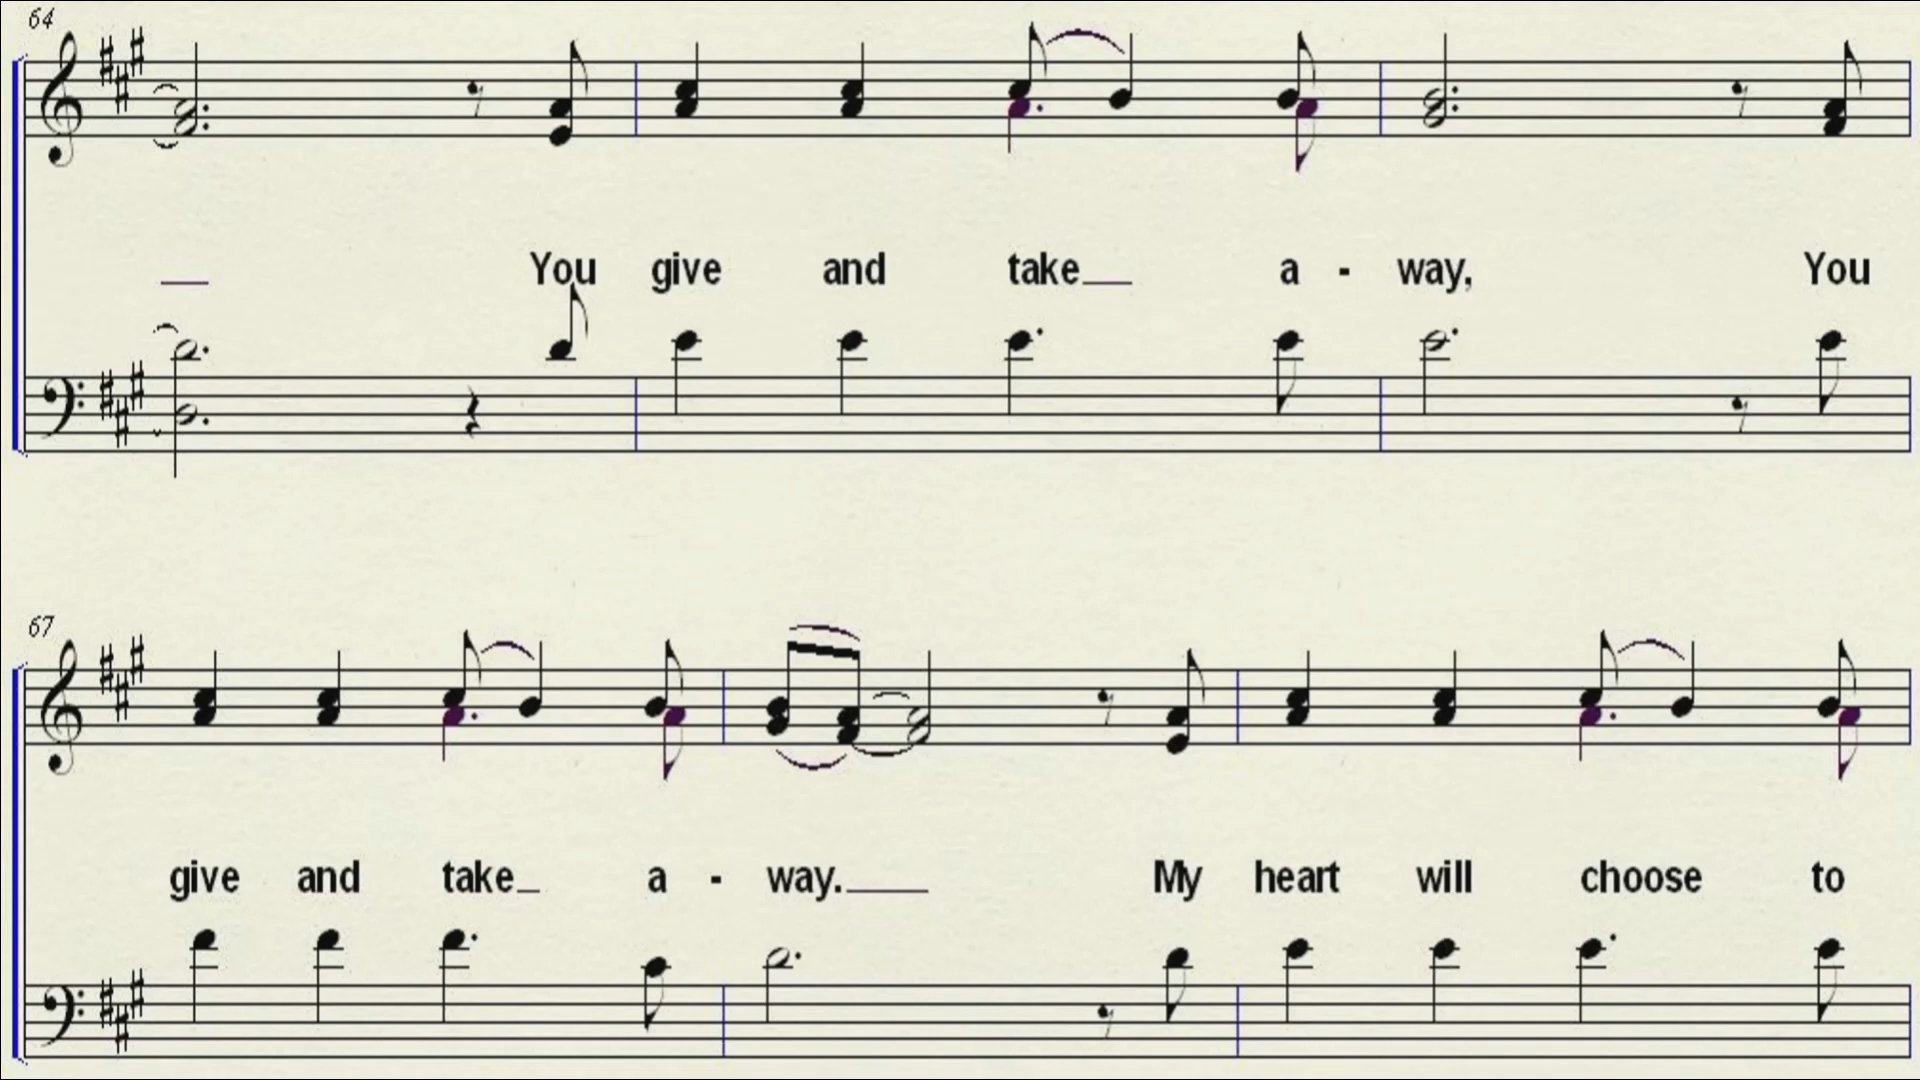 64
You give and take a - way, You
67
give and take a - way. My heart will choose to